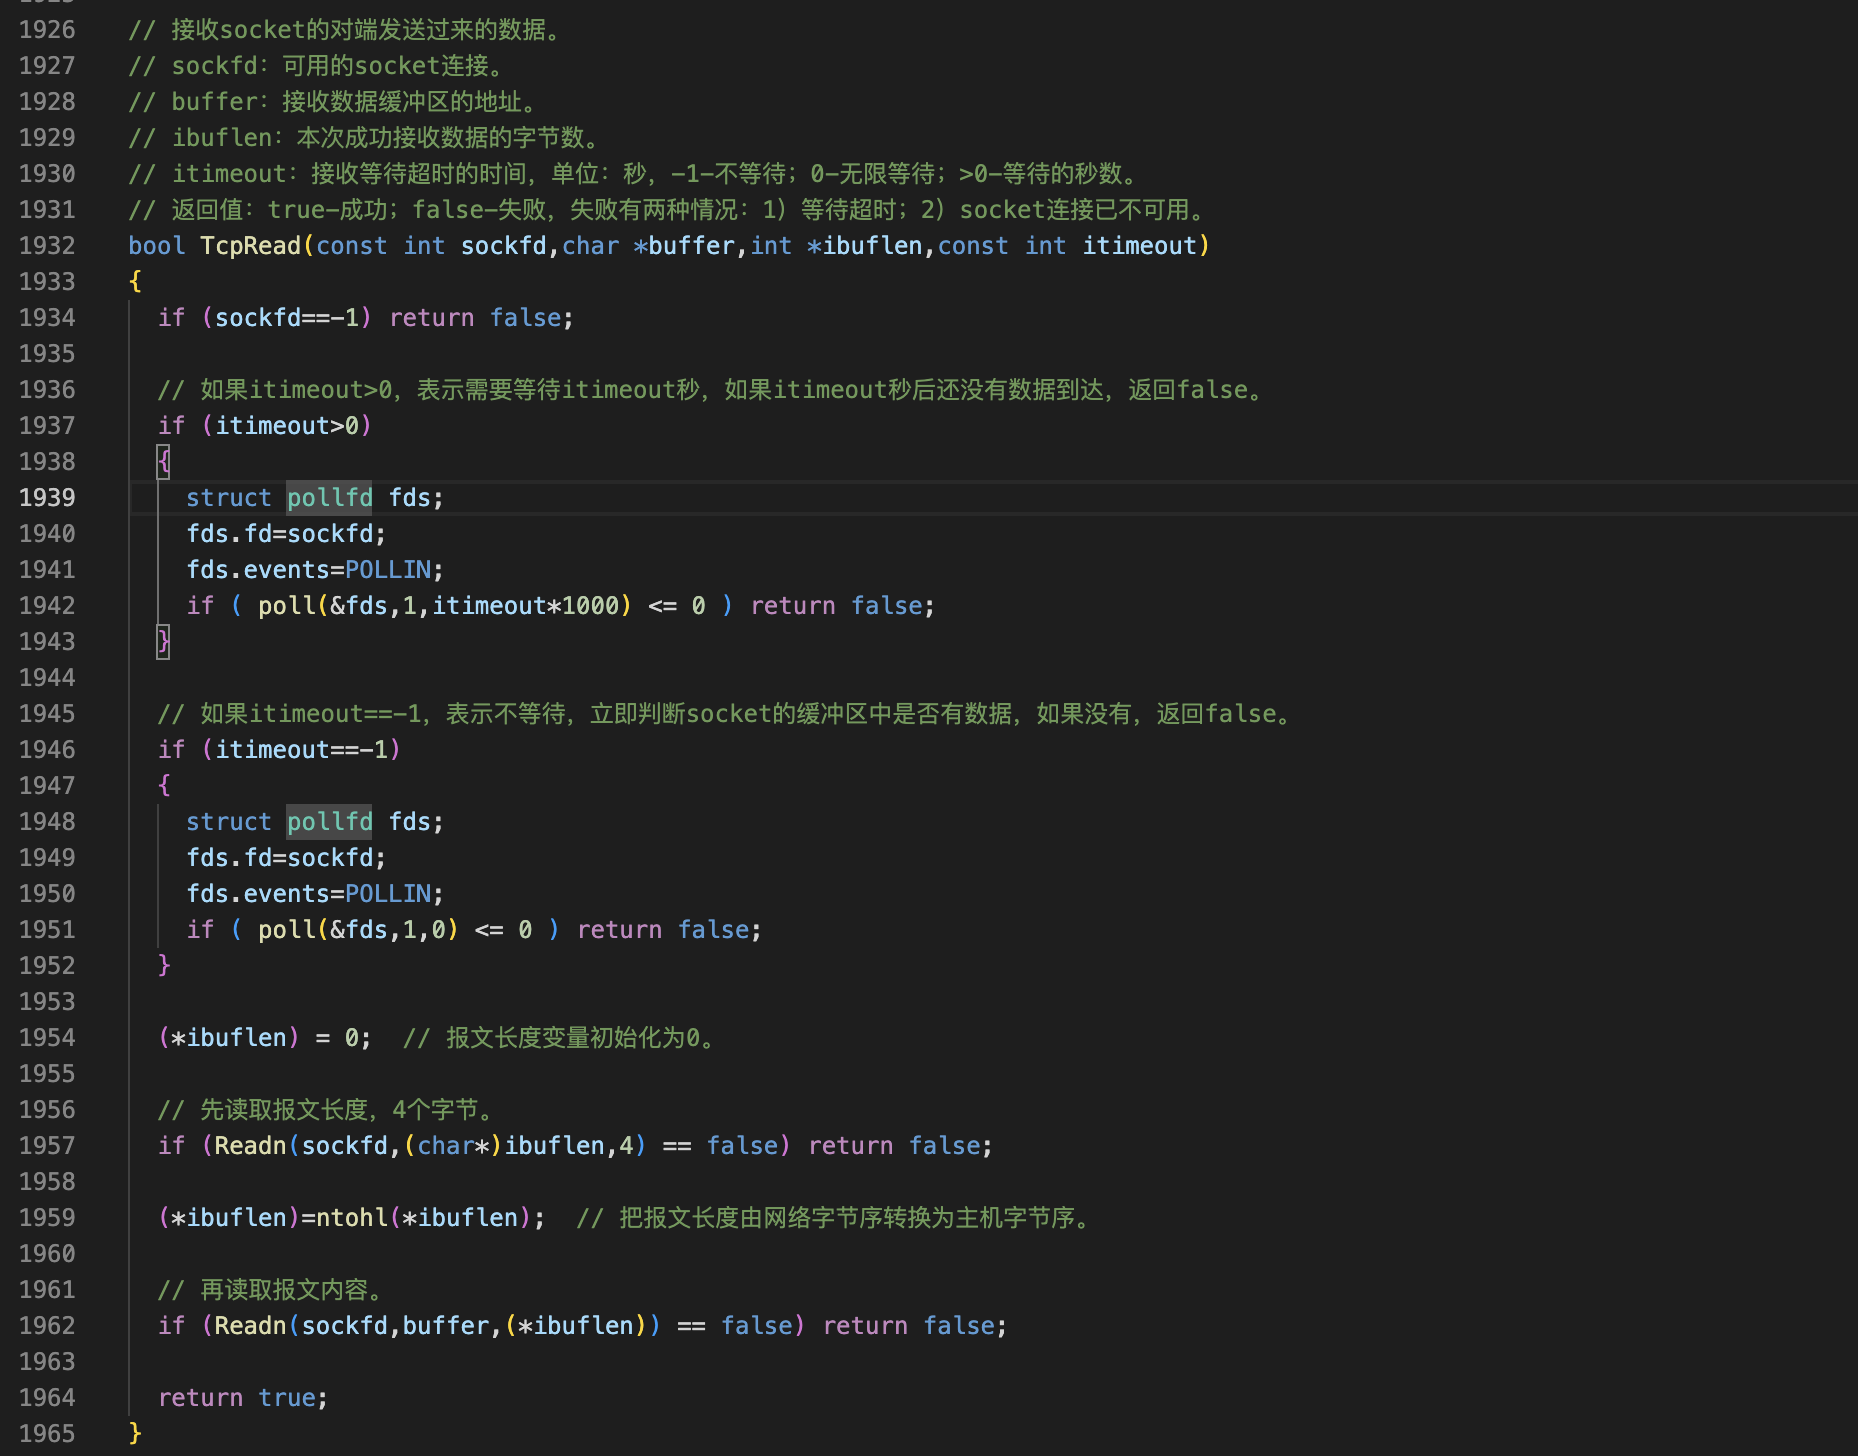 1926 // 接收socket的对端发送过来的数据。
1927 // sockfd：可用的socket连接。
1928 // buffer：接收数据缓冲区的地址。
1929 // ibuflen：本次成功接收数据的字节数。
1930 // itimeout：接收等待超时的时间，单位：秒，-1-不等待；0-无限等待；>0-等待的秒数。
1931 // 返回值：true-成功；false-失败，失败有两种情况：1）等待超时；2）socket连接已不可用。
1932 bool TcpRead(const int sockfd,char *buffer,int *ibuflen,const int itimeout)
1933 {
1934   if (sockfd==-1) return false;
1935
1936   // 如果itimeout>0，表示需要等待itimeout秒，如果itimeout秒后还没有数据到达，返回false。
1937   if (itimeout>0)
1938   {
1939     struct pollfd fds;
1940     fds.fd=sockfd;
1941     fds.events=POLLIN;
1942     if ( poll(&fds,1,itimeout*1000) <= 0 ) return false;
1943   }
1944
1945   // 如果itimeout==-1，表示不等待，立即判断socket的缓冲区中是否有数据，如果没有，返回false。
1946   if (itimeout==-1)
1947   {
1948     struct pollfd fds;
1949     fds.fd=sockfd;
1950     fds.events=POLLIN;
1951     if ( poll(&fds,1,0) <= 0 ) return false;
1952   }
1953
1954   (*ibuflen) = 0;  // 报文长度变量初始化为0。
1955
1956   // 先读取报文长度，4个字节。
1957   if (Readn(sockfd,(char*)ibuflen,4) == false) return false;
1958
1959   (*ibuflen)=ntohl(*ibuflen);  // 把报文长度由网络字节序转换为主机字节序。
1960
1961   // 再读取报文内容。
1962   if (Readn(sockfd,buffer,(*ibuflen)) == false) return false;
1963
1964   return true;
1965 }